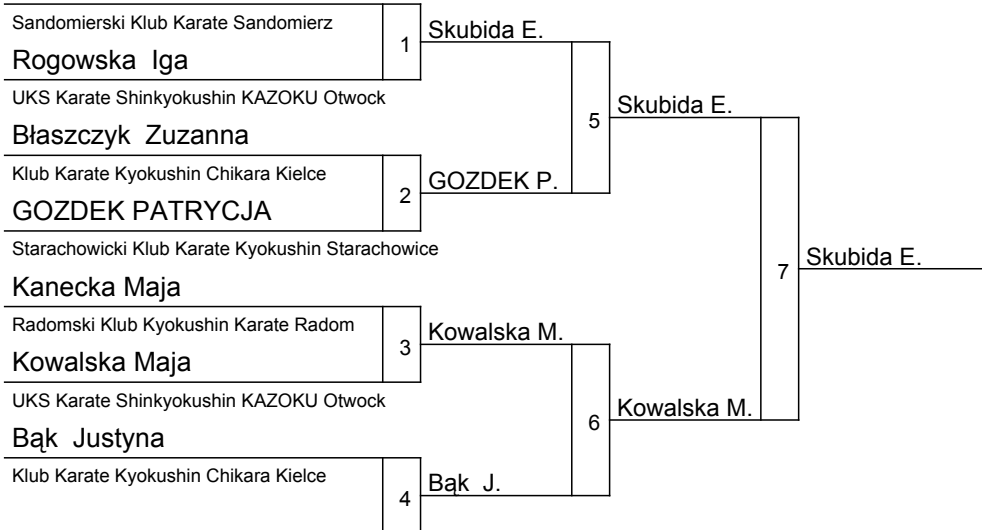 Sandomierski Klub Karate Sandomierz
Rogowska Iga
1
Skubida E.
UKS Karate Shinkyokushin KAZOKU Otwock
Błaszczyk Zuzanna
5
Skubida E.
Klub Karate Kyokushin Chikara Kielce
GOZDEK PATRYCJA
2
GOZDEK P.
Starachowicki Klub Karate Kyokushin Starachowice
Kanecka Maja
7
Skubida E.
Radomski Klub Kyokushin Karate Radom
Kowalska Maja
3
Kowalska M.
UKS Karate Shinkyokushin KAZOKU Otwock
Bąk Justyna
6
Kowalska M.
Klub Karate Kyokushin Chikara Kielce
4
Bąk J.